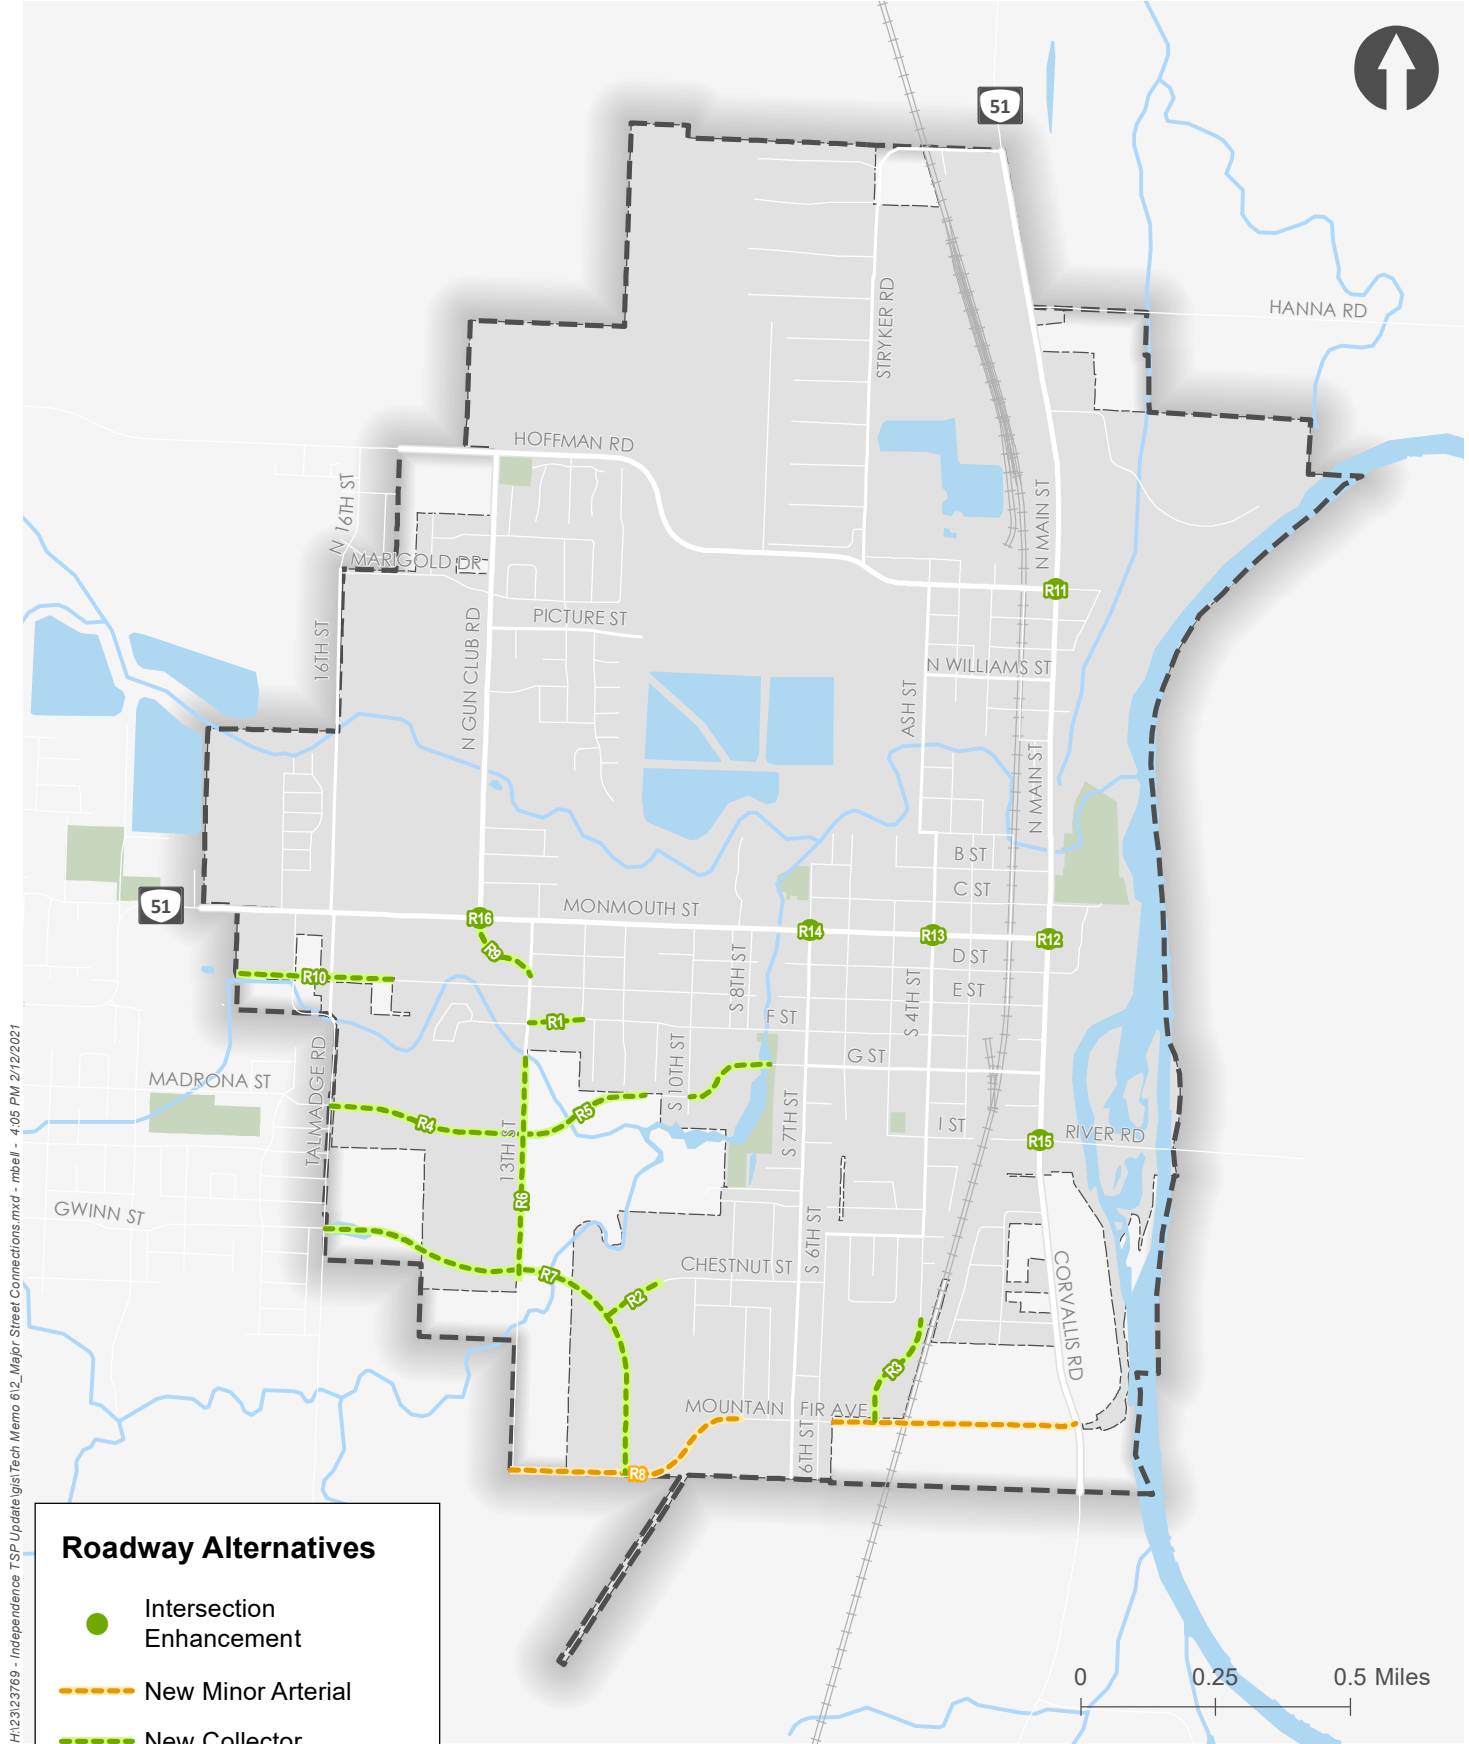 51
HANNA RD
STRYKER RD
HOFFMAN RD
N 16TH ST
N MAIN ST
MARIGOLD DR
R11
PICTURE ST
16TH ST
N GUN CLUB RD
N WILLIAMS ST
ASH ST
N MAIN ST
B ST
C ST
51
MONMOUTH ST
R16
R14
R13
R12
R9
D ST
S 8TH ST
R10
E ST
S 4TH ST
F ST
R1
G ST
S 10TH ST
TALMADGE RD
MADRONA ST
R5
R4
S 7TH ST
I ST
RIVER RD
R15
13TH ST
R6
GWINN ST
S 6TH ST
CHESTNUT ST
R7
R2
CORVALLIS RD
R3
MOUNTAIN FIR AVE
6TH ST
R8
Roadway Alternatives
Intersection
Enhancement
New Minor Arterial
New Collector
0 0.25 0.5 Miles
H:\23\23769 - Independence TSP Update\gis\Tech Memo 6\2_Major Street Connections.mxd - mbell - 4:05 PM 2/12/2021